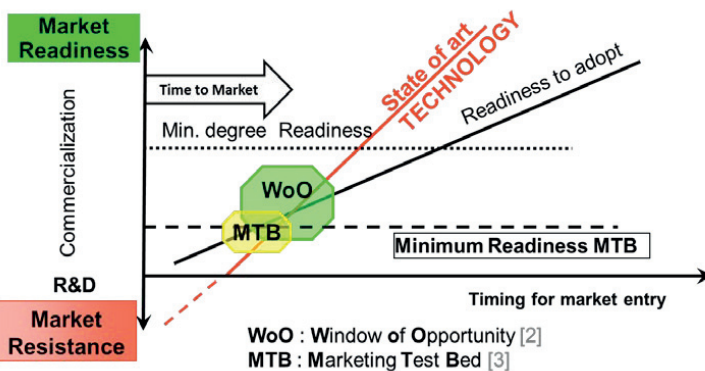 Market
Readiness
Commercialization
R&D
Market
Resistance
Time to Market
Min. degree Readiness
State of art
TECHNOLOGY
Readiness to adopt
WoO
MTB
Minimum Readiness MTB
Timing for market entry
WoO : Window of Opportunity [2]
MTB : Marketing Test Bed [3]